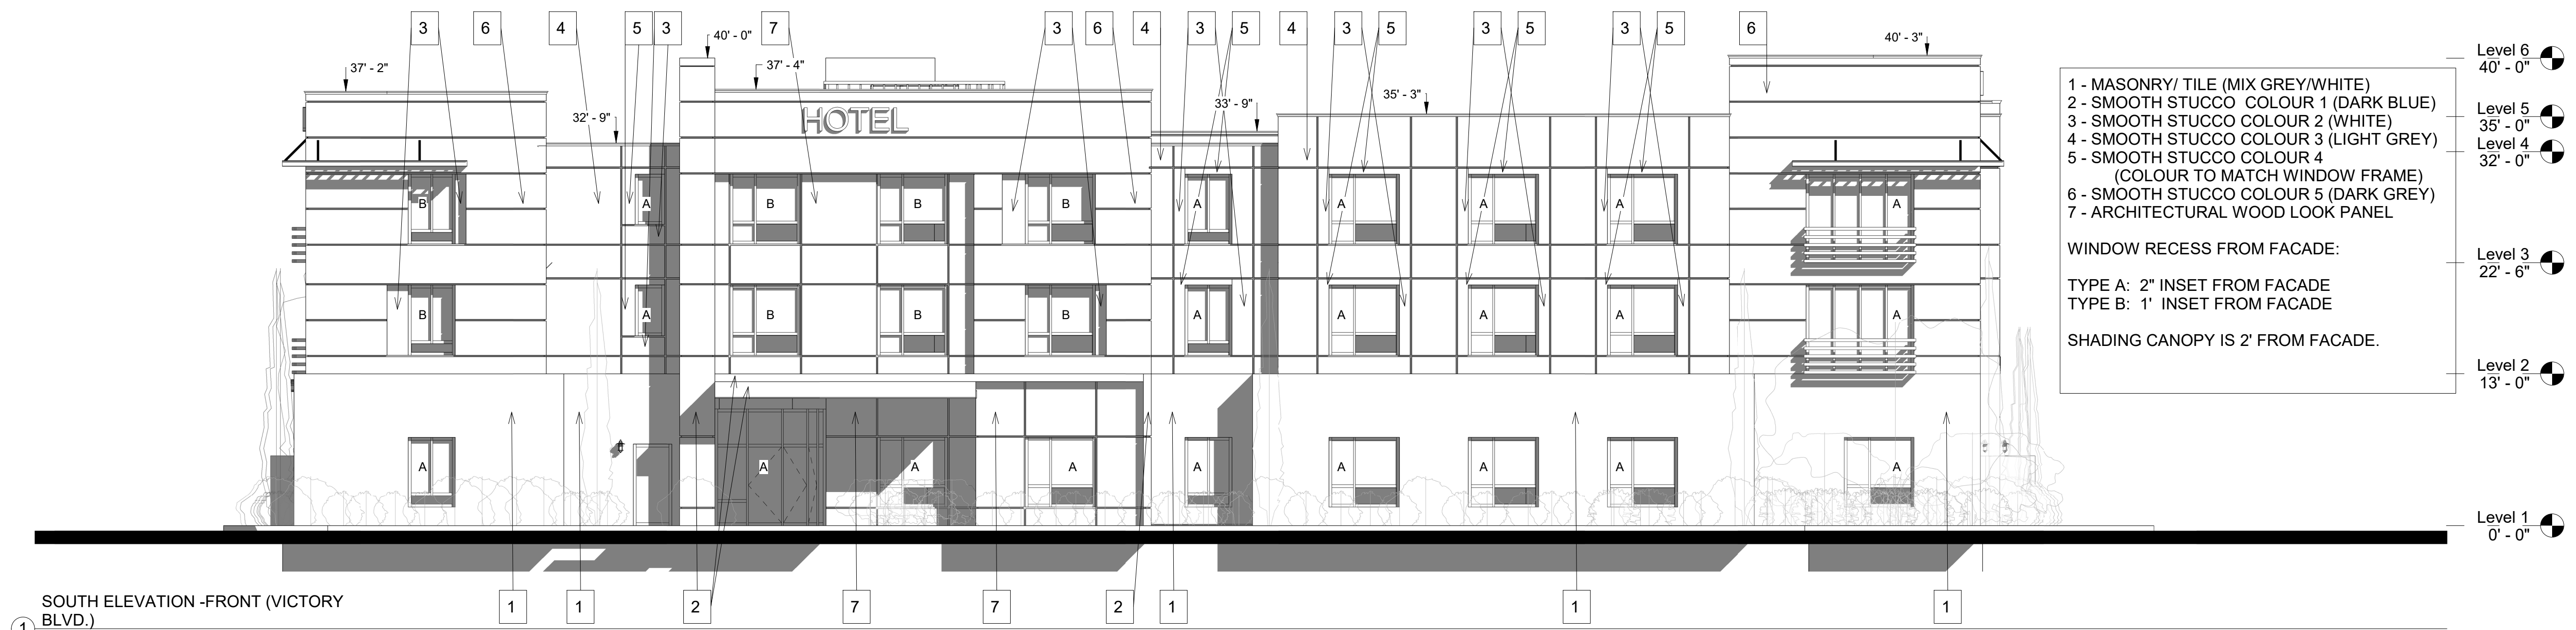 3 6 4 5 3 7 3 6 4 3 5 4 3 5 3 5 3 5 6
40' - 0"
40' - 3"
37' - 2"
37' - 4"
35' - 3"
33' - 9"
32' - 9"
HOTEL
B A B B B A A A A A
B A B B B A A A A A
A A A A A A A A A
1 1 2 7 7 2 1 1 1
1 - MASONRY/ TILE (MIX GREY/WHITE)
2 - SMOOTH STUCCO COLOUR 1 (DARK BLUE)
3 - SMOOTH STUCCO COLOUR 2 (WHITE)
4 - SMOOTH STUCCO COLOUR 3 (LIGHT GREY)
5 - SMOOTH STUCCO COLOUR 4
(COLOUR TO MATCH WINDOW FRAME)
6 - SMOOTH STUCCO COLOUR 5 (DARK GREY)
7 - ARCHITECTURAL WOOD LOOK PANEL
WINDOW RECESS FROM FACADE:
TYPE A: 2" INSET FROM FACADE
TYPE B: 1' INSET FROM FACADE
SHADING CANOPY IS 2' FROM FACADE.
Level 6
40' - 0"
Level 5
35' - 0"
Level 4
32' - 0"
Level 3
22' - 6"
Level 2
13' - 0"
Level 1
0' - 0"
SOUTH ELEVATION -FRONT (VICTORY
BLVD.)
1